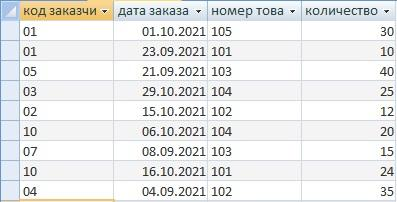 код заказчи дата заказа номер това количество
01 01.10.2021 105 30
01 23.09.2021 101 10
05 21.09.2021 103 40
03 29.10.2021 104 25
02 15.10.2021 102 12
10 06.10.2021 104 20
07 08.09.2021 103 15
10 16.10.2021 101 24
04 04.09.2021 102 35